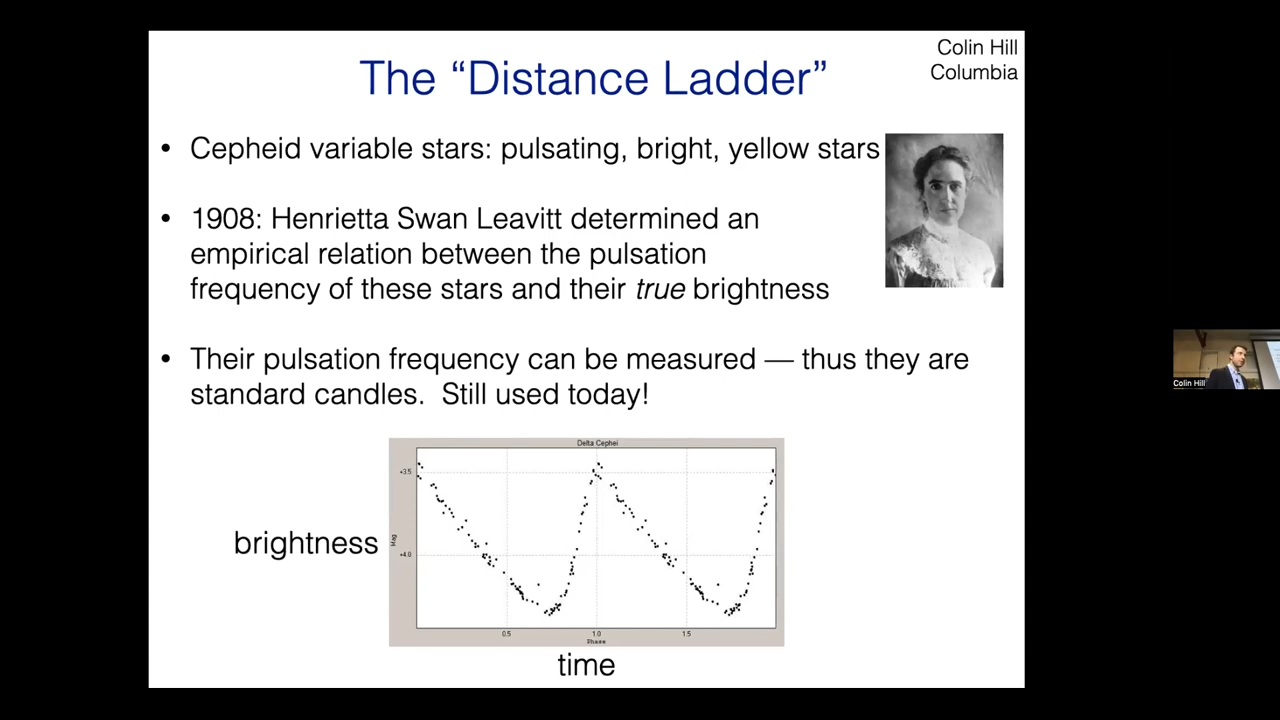 Colin Hill
Columbia
The “Distance Ladder”
• Cepheid variable stars: pulsating, bright, yellow stars
• 1908: Henrietta Swan Leavitt determined an
empirical relation between the pulsation
frequency of these stars and their true brightness
• Their pulsation frequency can be measured — thus they are
standard candles. Still used today!
Delta Cephei
+3.5
brightness
Mag
+4.0
0.5 1.0 1.5
Phase
time
Colin Hill